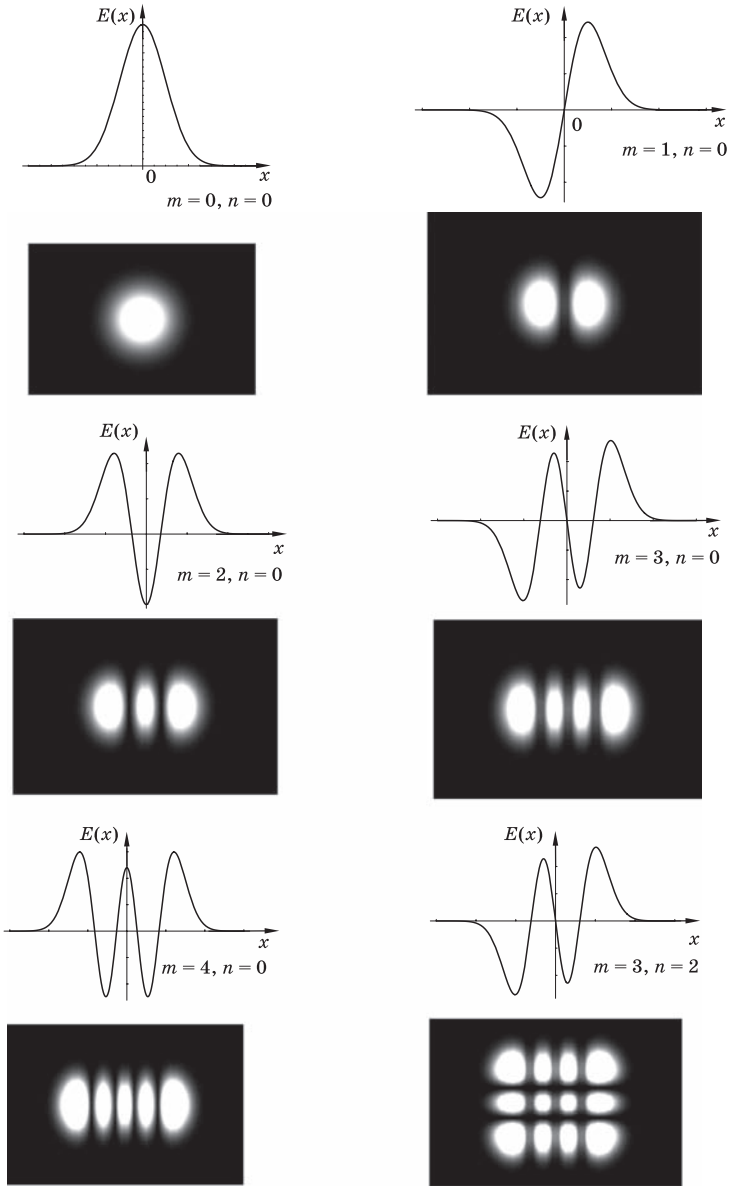 E(x)
0
x
m = 0, n = 0
E(x)
0
x
m = 1, n = 0
E(x)
x
m = 2, n = 0
E(x)
x
m = 3, n = 0
E(x)
x
m = 4, n = 0
E(x)
x
m = 3, n = 2